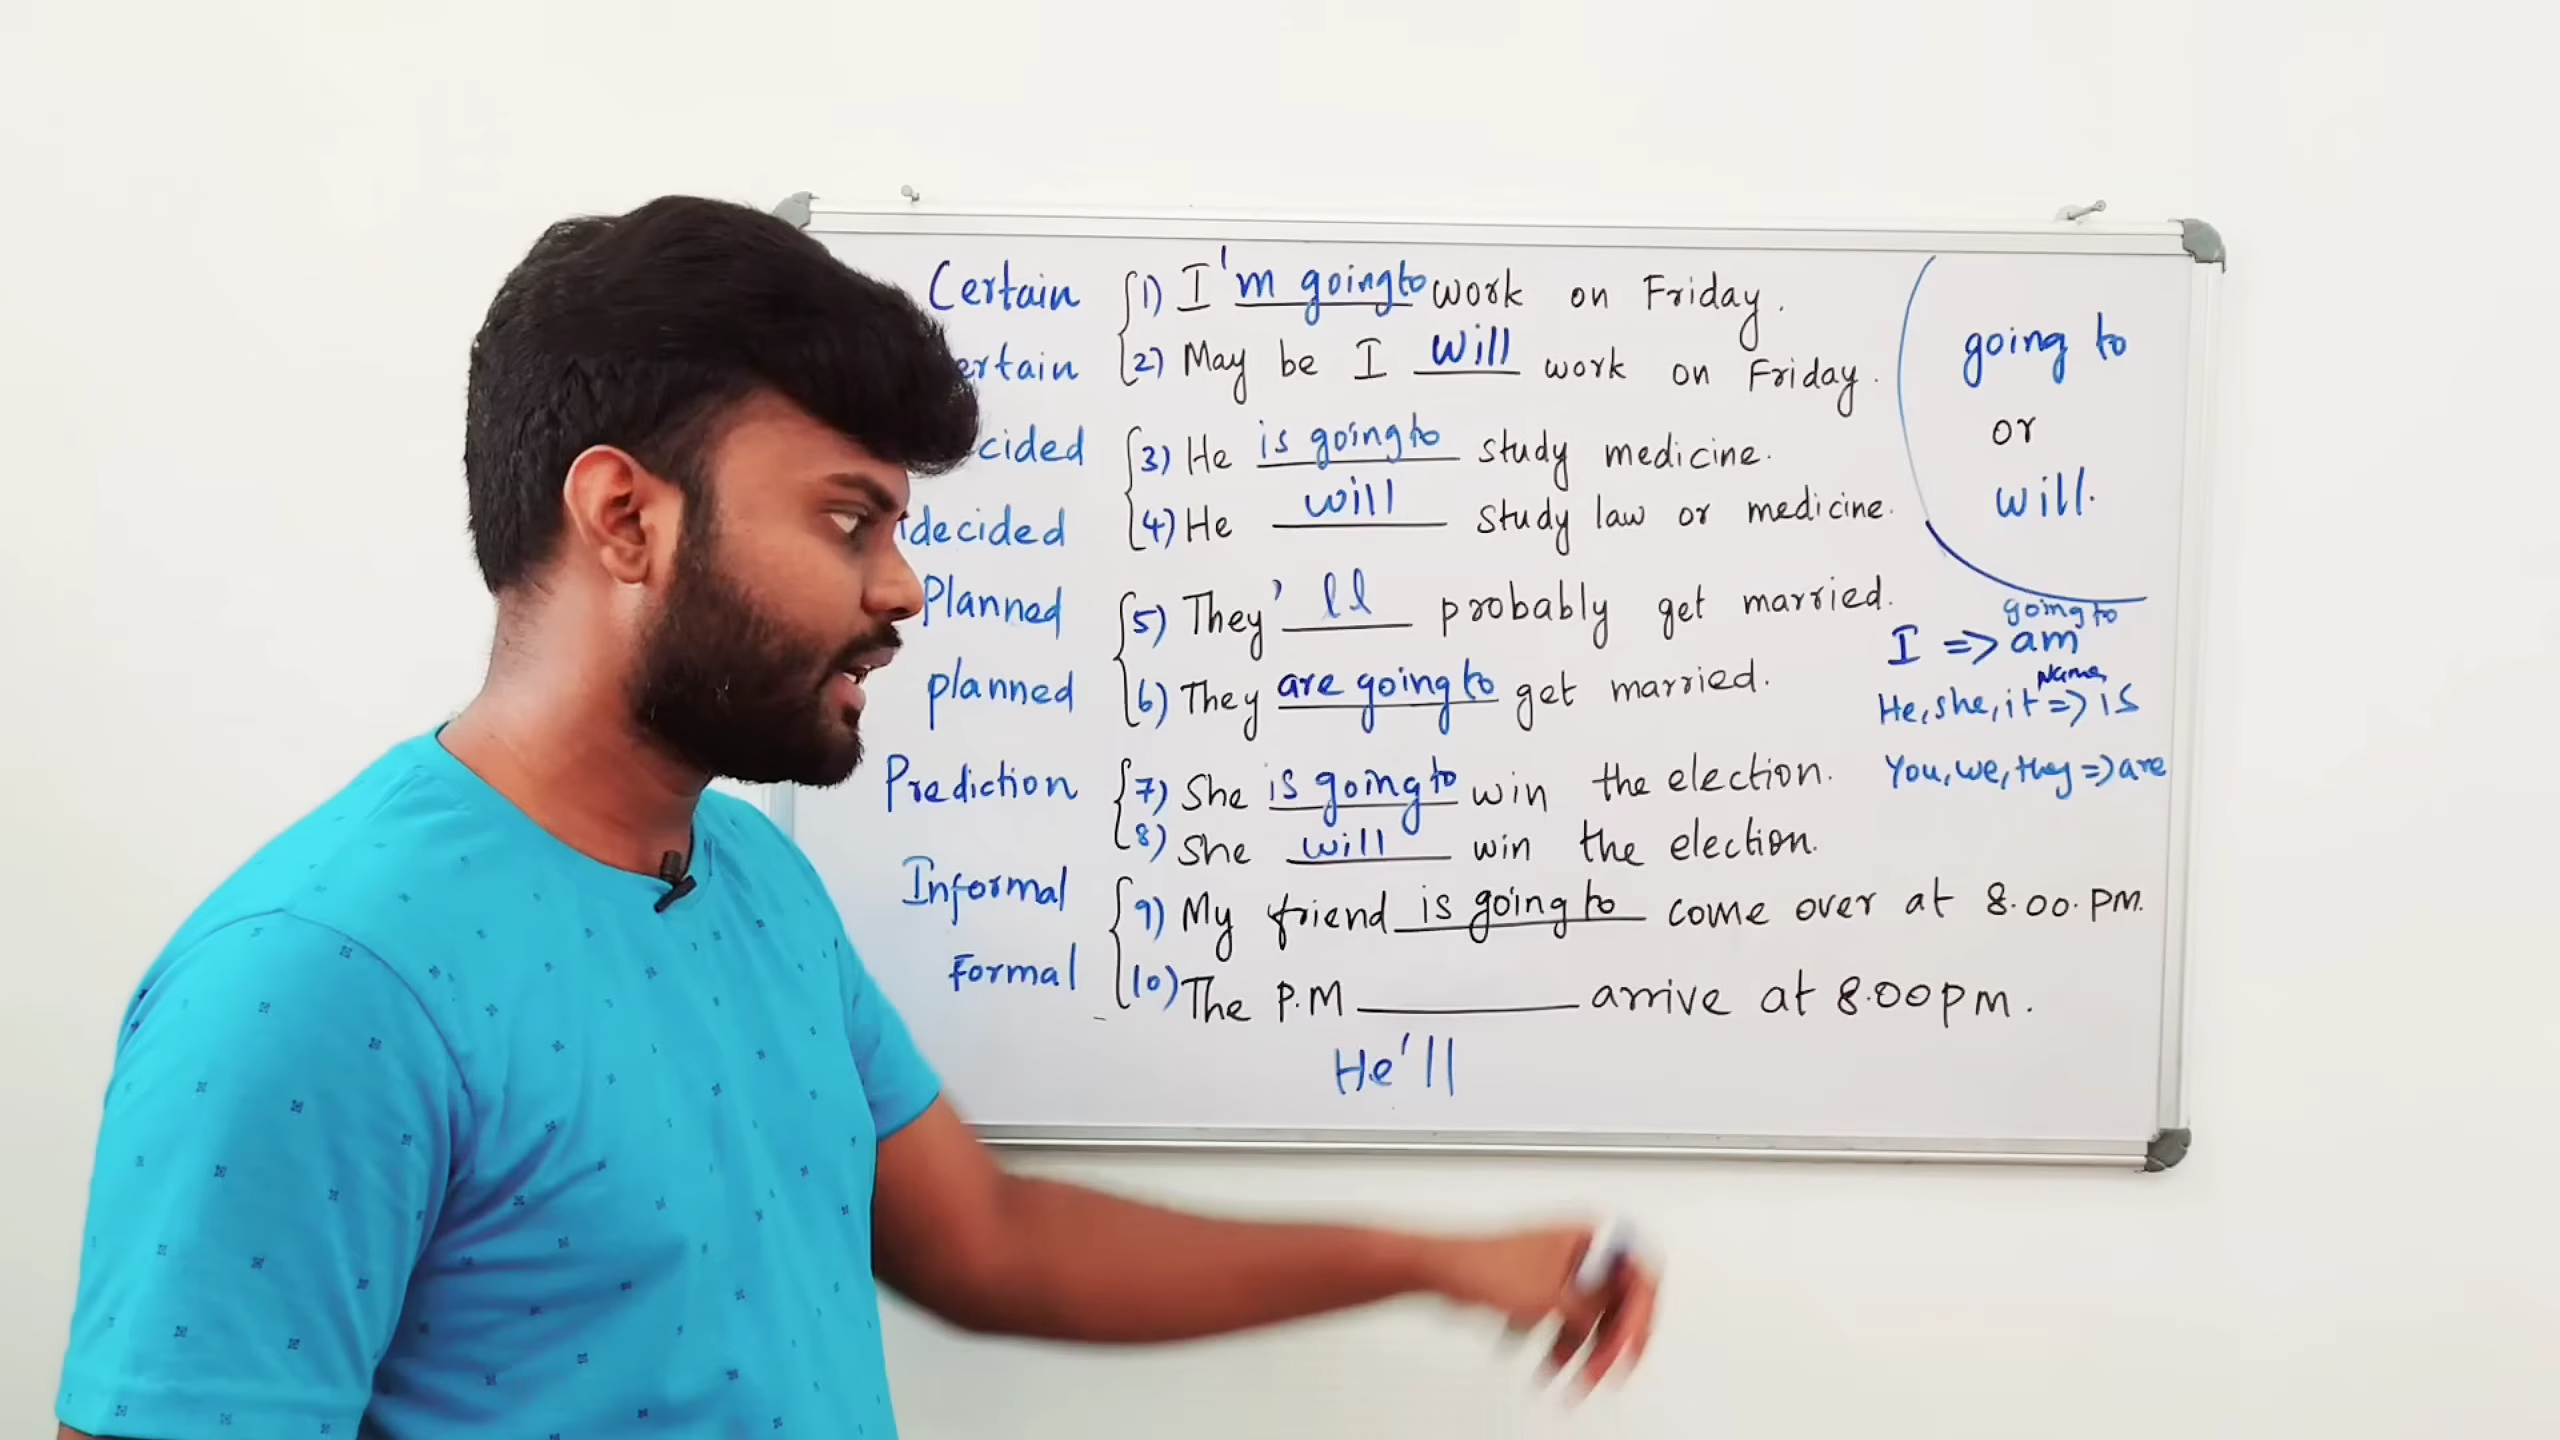 Certain 1) I'm going to work on Friday.
2) May be I will work on Friday.
3) He is going to study medicine.
4) He will study law or medicine.
Planned 5) They'll probably get married.
planned 6) They are going to get married.
Prediction 7) She is going to win the election.
8) She will win the election.
Informal 9) My friend is going to come over at 8.00.PM.
Formal 10) The P.M ______ arrive at 8.00pm.
He'll
going to
or
will.
going to
I => am
Name
He, she, it => is
You, we, they => are